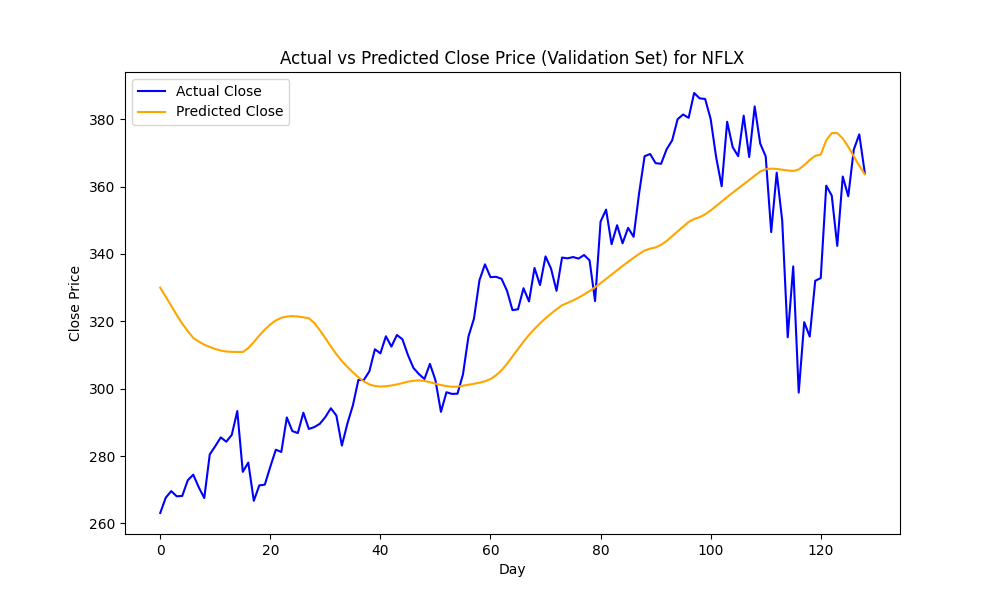 Actual vs Predicted Close Price (Validation Set) for NFLX
Actual Close
Predicted Close
Close Price
380
360
340
320
300
280
260
0 20 40 60 80 100 120
Day